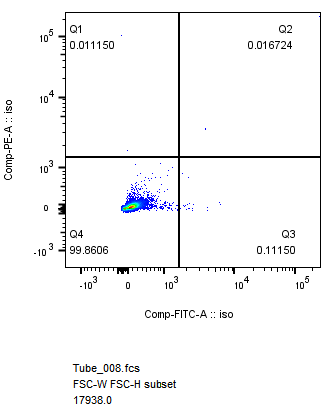 Q1
0.011150
Q2
0.016724
10^5
10^4
10^3
0
-10^3
Comp-PE-A :: iso
Q4
99.8606
Q3
0.11150
-10^3
0
10^3
10^4
10^5
Comp-FITC-A :: iso
Tube_008.fcs
FSC-W FSC-H subset
17938.0